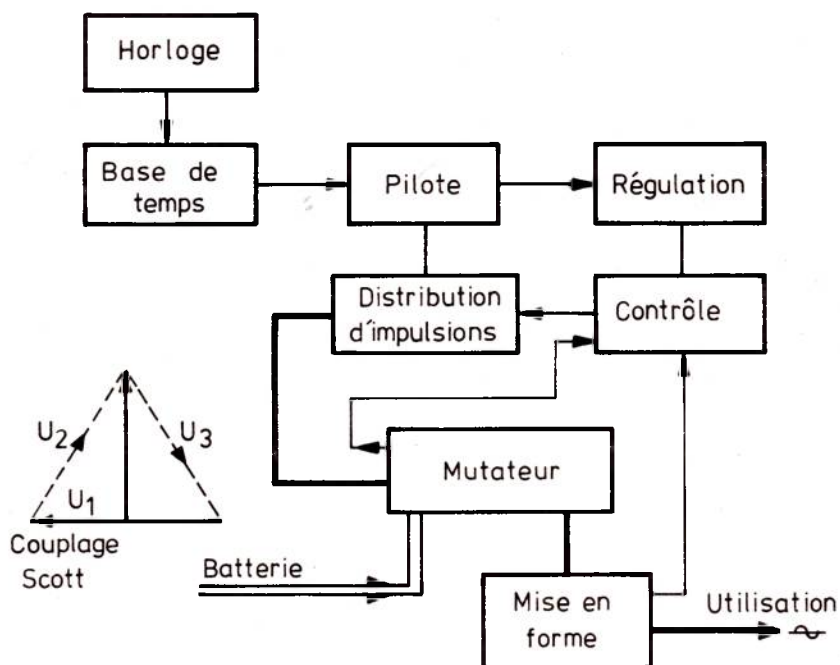 Horloge
Base de
temps
Pilote
Régulation
Distribution
d'impulsions
Contrôle
U2
U3
U1
Couplage
Scott
Mutateur
Batterie
Mise en
forme
Utilisation